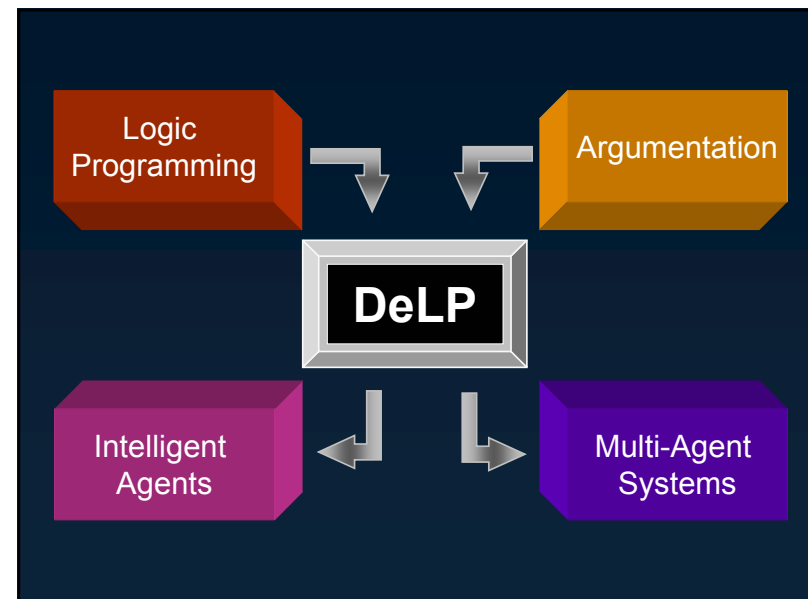 Logic
Programming
Argumentation
DeLP
Intelligent
Agents
Multi-Agent
Systems